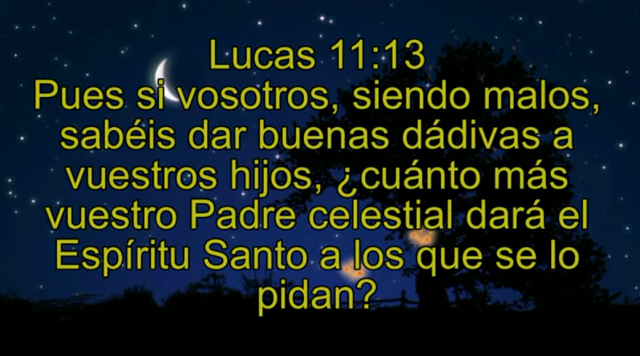 Lucas 11:13
Pues si vosotros, siendo malos,
sabéis dar buenas dádivas a
vuestros hijos, ¿cuánto más
vuestro Padre celestial dará el
Espíritu Santo a los que se lo
pidan?